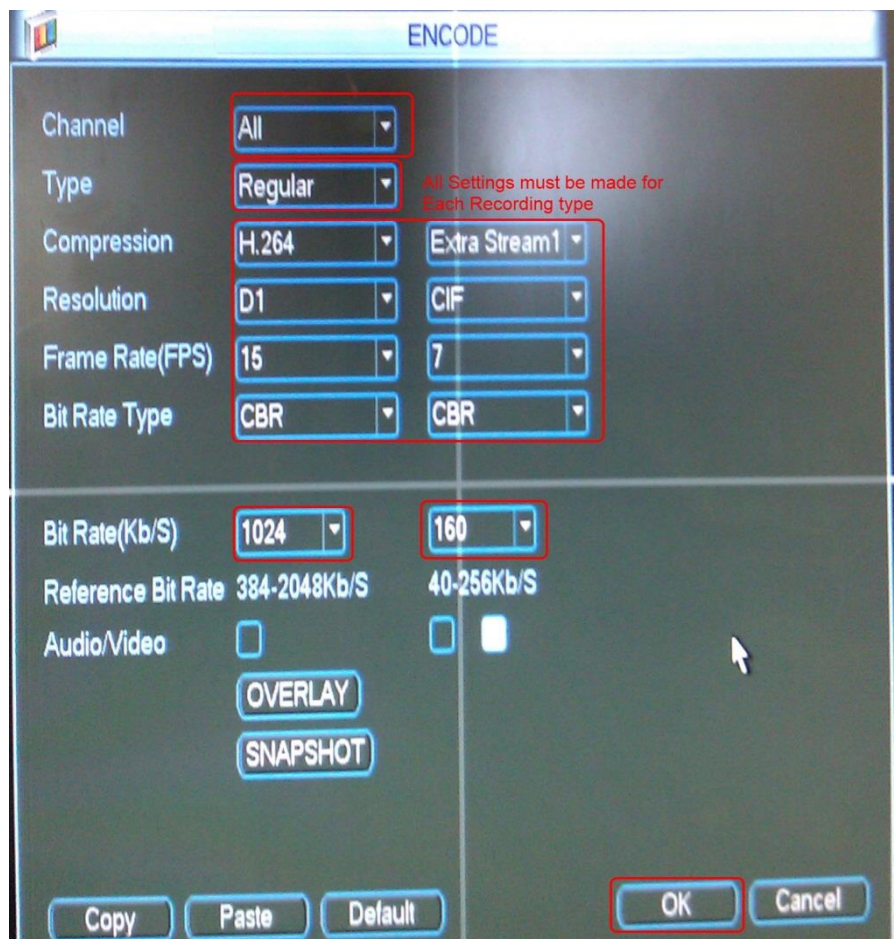 ENCODE
Channel All
Type Regular All Settings must be made for
Each Recording type
Compression H.264 Extra Stream1
Resolution D1 CIF
Frame Rate(FPS) 15 7
Bit Rate Type CBR CBR
Bit Rate(Kb/S) 1024 160
Reference Bit Rate 384-2048Kb/S 40-256Kb/S
Audio/Video
OVERLAY
SNAPSHOT
Copy Paste Default OK Cancel